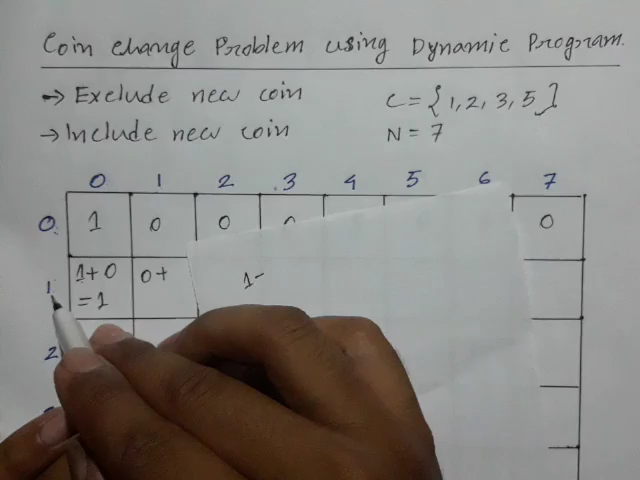 Coin change Problem using Dynamic Program.
→ Exclude new coin C = {1, 2, 3, 5}
→ Include new coin N = 7
0 1 2 3 4 5 6 7
0 1 0 0 0
1 1+0 0+ 1-
=1
2